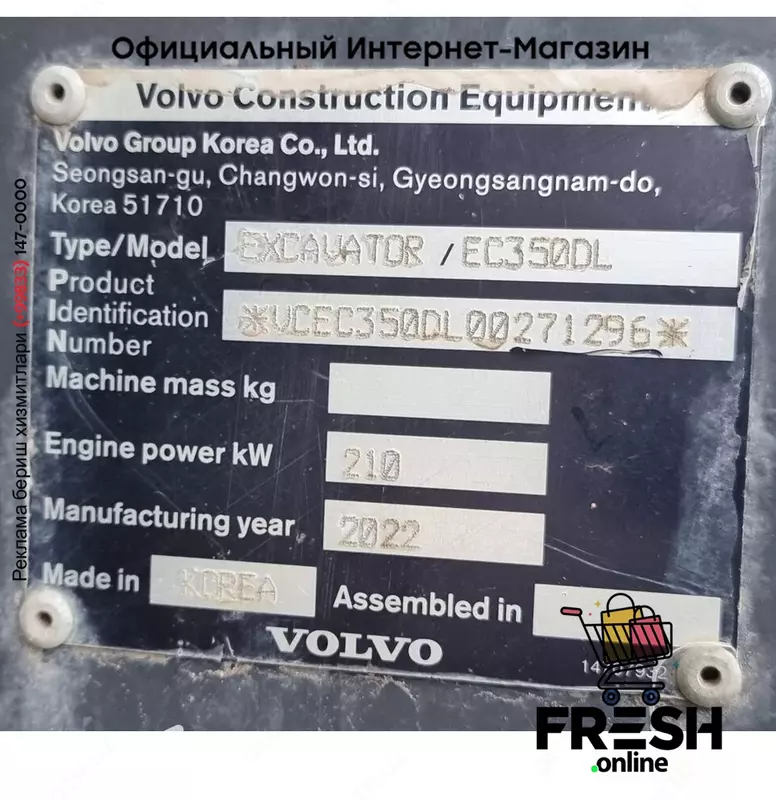 Официальный Интернет-Магазин
Volvo Construction Equipment
Volvo Group Korea Co., Ltd.
Seongsan-gu, Changwon-si, Gyeongsangnam-do,
Korea 51710
Type/Model EXCAVATOR / EC350DL
Product
Identification *VCEC350DL00271296*
Number
Machine mass kg
Engine power kW 210
Manufacturing year 2022
Made in KOREA Assembled in
VOLVO
FRESH
.online
Реклама бериш хизмитлари 147-0000